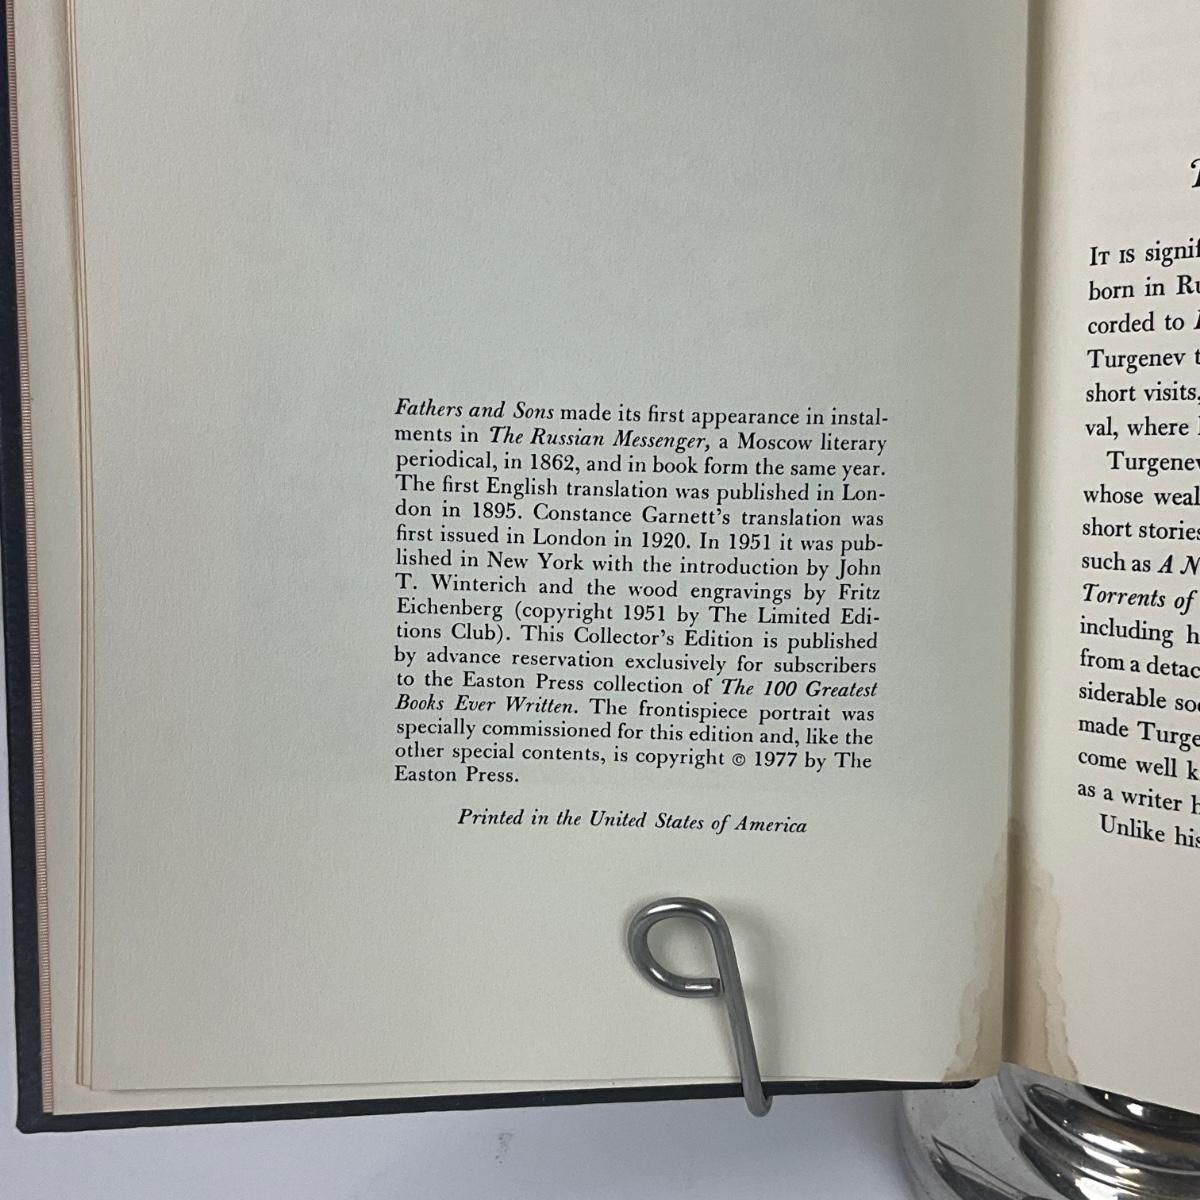 Fathers and Sons made its first appearance in instal-
ments in The Russian Messenger, a Moscow literary
periodical, in 1862, and in book form the same year.
The first English translation was published in Lon-
don in 1895. Constance Garnett's translation was
first issued in London in 1920. In 1951 it was pub-
lished in New York with the introduction by John
T. Winterich and the wood engravings by Fritz
Eichenberg (copyright 1951 by The Limited Edi-
tions Club). This Collector's Edition is published
by advance reservation exclusively for subscribers
to the Easton Press collection of The 100 Greatest
Books Ever Written. The frontispiece portrait was
specially commissioned for this edition and, like the
other special contents, is copyright © 1977 by The
Easton Press.
Printed in the United States of America
IT IS
born in
corded to
Turgenev
short visits,
val, where
Turgenev
whose
short stories
such as A
Torrents of
including
from a
made
come well
as a writer
Unlike his